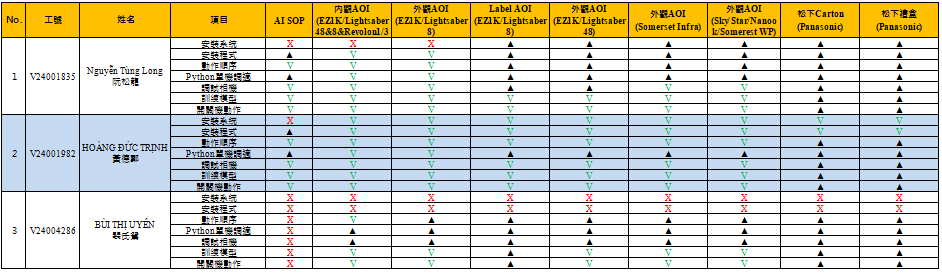 No. 工號 姓名 項目 AI SOP 內觀AOI (EZ1K/Lightsaber 48&8&Revolonl/3 外觀AOI (EZ1K/Lightsaber 8) Label AOI (EZ1K/Lightsaber 8) 外觀AOI (EZ1K/Lightsaber 48) 外觀AOI (Somerset Infra) 外觀AOI (Sky/Star/Nanook/Somerest WP) 松下Carton (Panasonic) 松下禮盒 (Panasonic)
1 V24001835 Nguyễn Tùng Long
阮松龍
安裝系統 X X X ▲ ▲ ▲ ▲ ▲ ▲
安裝程式 ▲ V V ▲ ▲ ▲ ▲ ▲ ▲
動作順序 V V V ▲ ▲ ▲ ▲ ▲ ▲
Python單機調適 ▲ V V ▲ ▲ ▲ ▲ ▲ ▲
調試相機 V V V ▲ ▲ V V ▲ ▲
訓練模型 V V V V V V V ▲ ▲
開關機動作 V V V V V V V ▲ ▲
2 V24001982 HOÀNG ĐỨC TRỊNH
黃德鄭
安裝系統 X V V V V V V V V
安裝程式 ▲ V V V V V V V V
動作順序 V V V V V V V ▲ ▲
Python單機調適 ▲ V V ▲ ▲ ▲ ▲ ▲ ▲
調試相機 V V V V V V V ▲ ▲
訓練模型 V V V V V V V ▲ ▲
開關機動作 V V V V V V V ▲ ▲
3 V24004286 BÙI THỊ UYÊN
裴氏鴛
安裝系統 X X X X X X X X X
安裝程式 X X X X X X X X X
動作順序 X V ▲ ▲ ▲ ▲ ▲ ▲ ▲
Python單機調適 X ▲ ▲ ▲ ▲ ▲ ▲ ▲ ▲
調試相機 X ▲ ▲ ▲ ▲ ▲ ▲ ▲ ▲
訓練模型 X V V ▲ V V V ▲ ▲
開關機動作 X V V ▲ V V V ▲ ▲